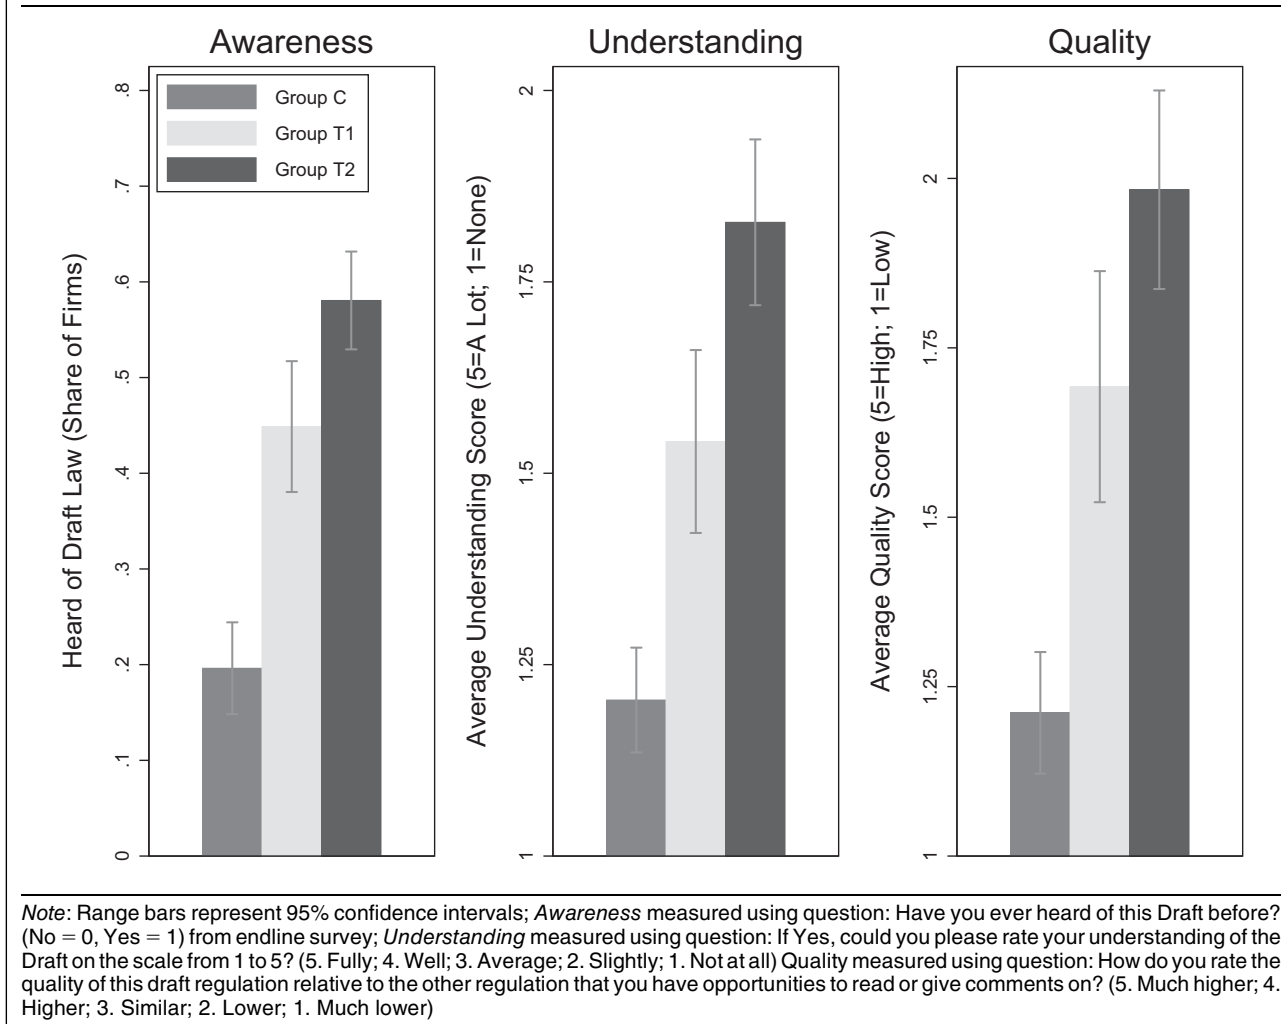 Awareness
Understanding
Quality
Group C
Group T1
Group T2
Heard of Draft Law (Share of Firms)
.8
.7
.6
.5
.4
.3
.2
.1
0
Average Understanding Score (5=A Lot; 1=None)
2
1.75
1.5
1.25
1
Average Quality Score (5=High; 1=Low)
2
1.75
1.5
1.25
1
Note: Range bars represent 95% confidence intervals; Awareness measured using question: Have you ever heard of this Draft before?
(No = 0, Yes = 1) from endline survey; Understanding measured using question: If Yes, could you please rate your understanding of the
Draft on the scale from 1 to 5? (5. Fully; 4. Well; 3. Average; 2. Slightly; 1. Not at all) Quality measured using question: How do you rate the
quality of this draft regulation relative to the other regulation that you have opportunities to read or give comments on? (5. Much higher; 4.
Higher; 3. Similar; 2. Lower; 1. Much lower)